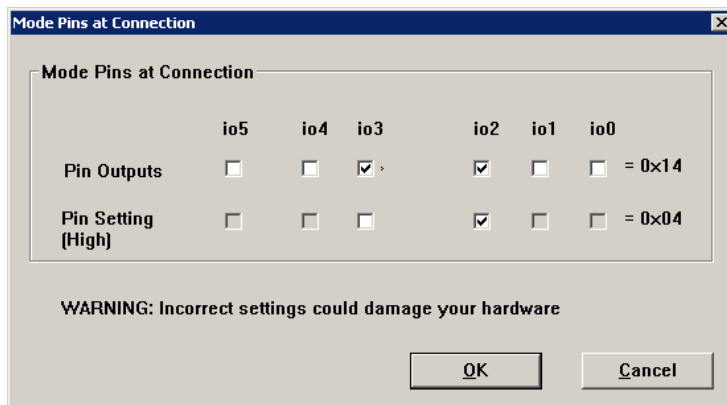 Mode Pins at Connection
Mode Pins at Connection
io5 io4 io3 io2 io1 io0
Pin Outputs = 0x14
Pin Setting = 0x04
(High)
WARNING: Incorrect settings could damage your hardware
OK Cancel